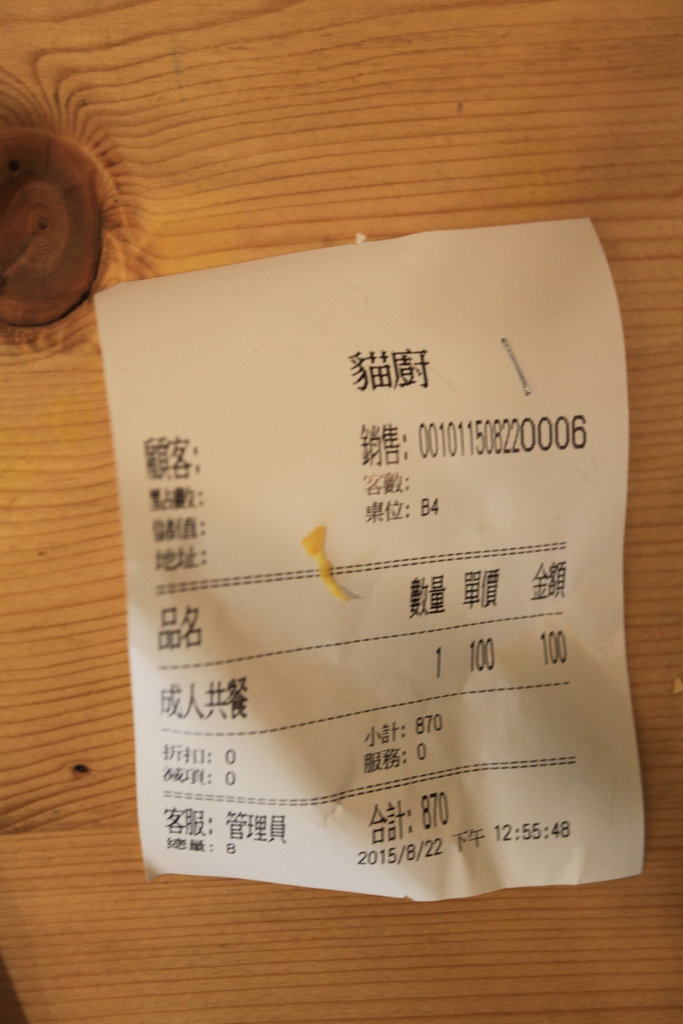 貓廚
顧客:
銷售: 001011508220006
點數:
客數:
儲值:
桌位: B4
地址:
品名 數量 單價 金額
成人共餐 1 100 100
折扣: 0
小計: 870
減項: 0
服務: 0
客服: 管理員
合計: 870
總量: 8
2015/8/22 下午 12:55:48